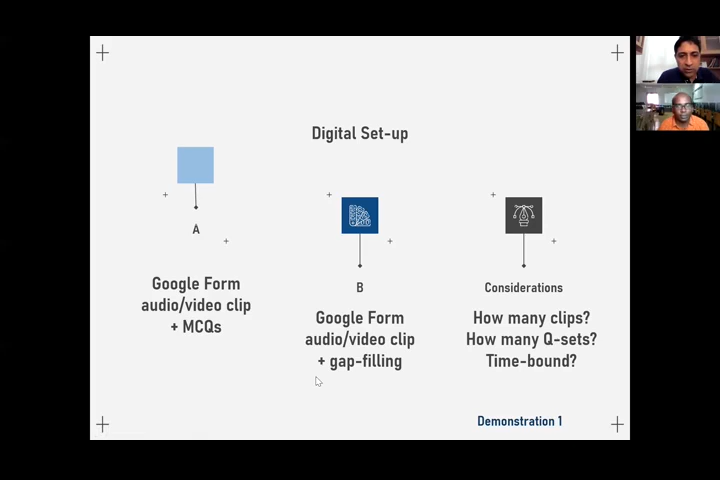 Digital Set-up
A
Google Form
audio/video clip
+ MCQs
B
Google Form
audio/video clip
+ gap-filling
Considerations
How many clips?
How many Q-sets?
Time-bound?
Demonstration 1